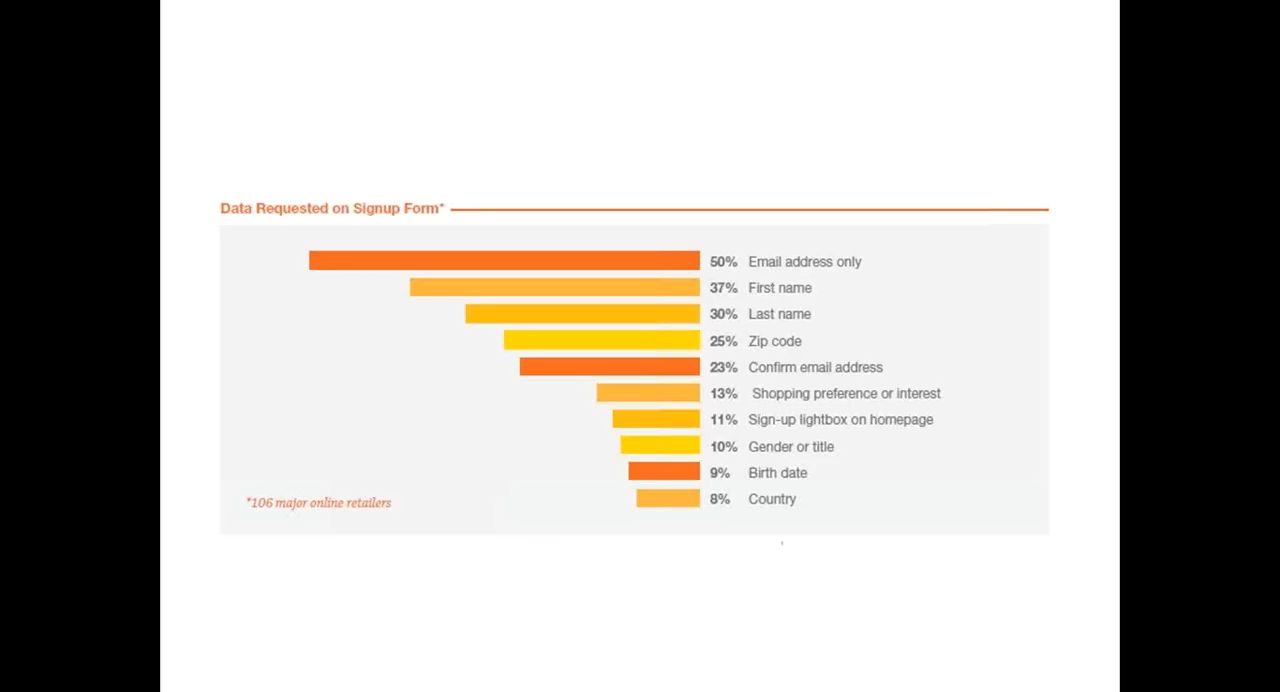 Data Requested on Signup Form*
50% Email address only
37% First name
30% Last name
25% Zip code
23% Confirm email address
13% Shopping preference or interest
11% Sign-up lightbox on homepage
10% Gender or title
9% Birth date
8% Country
*106 major online retailers